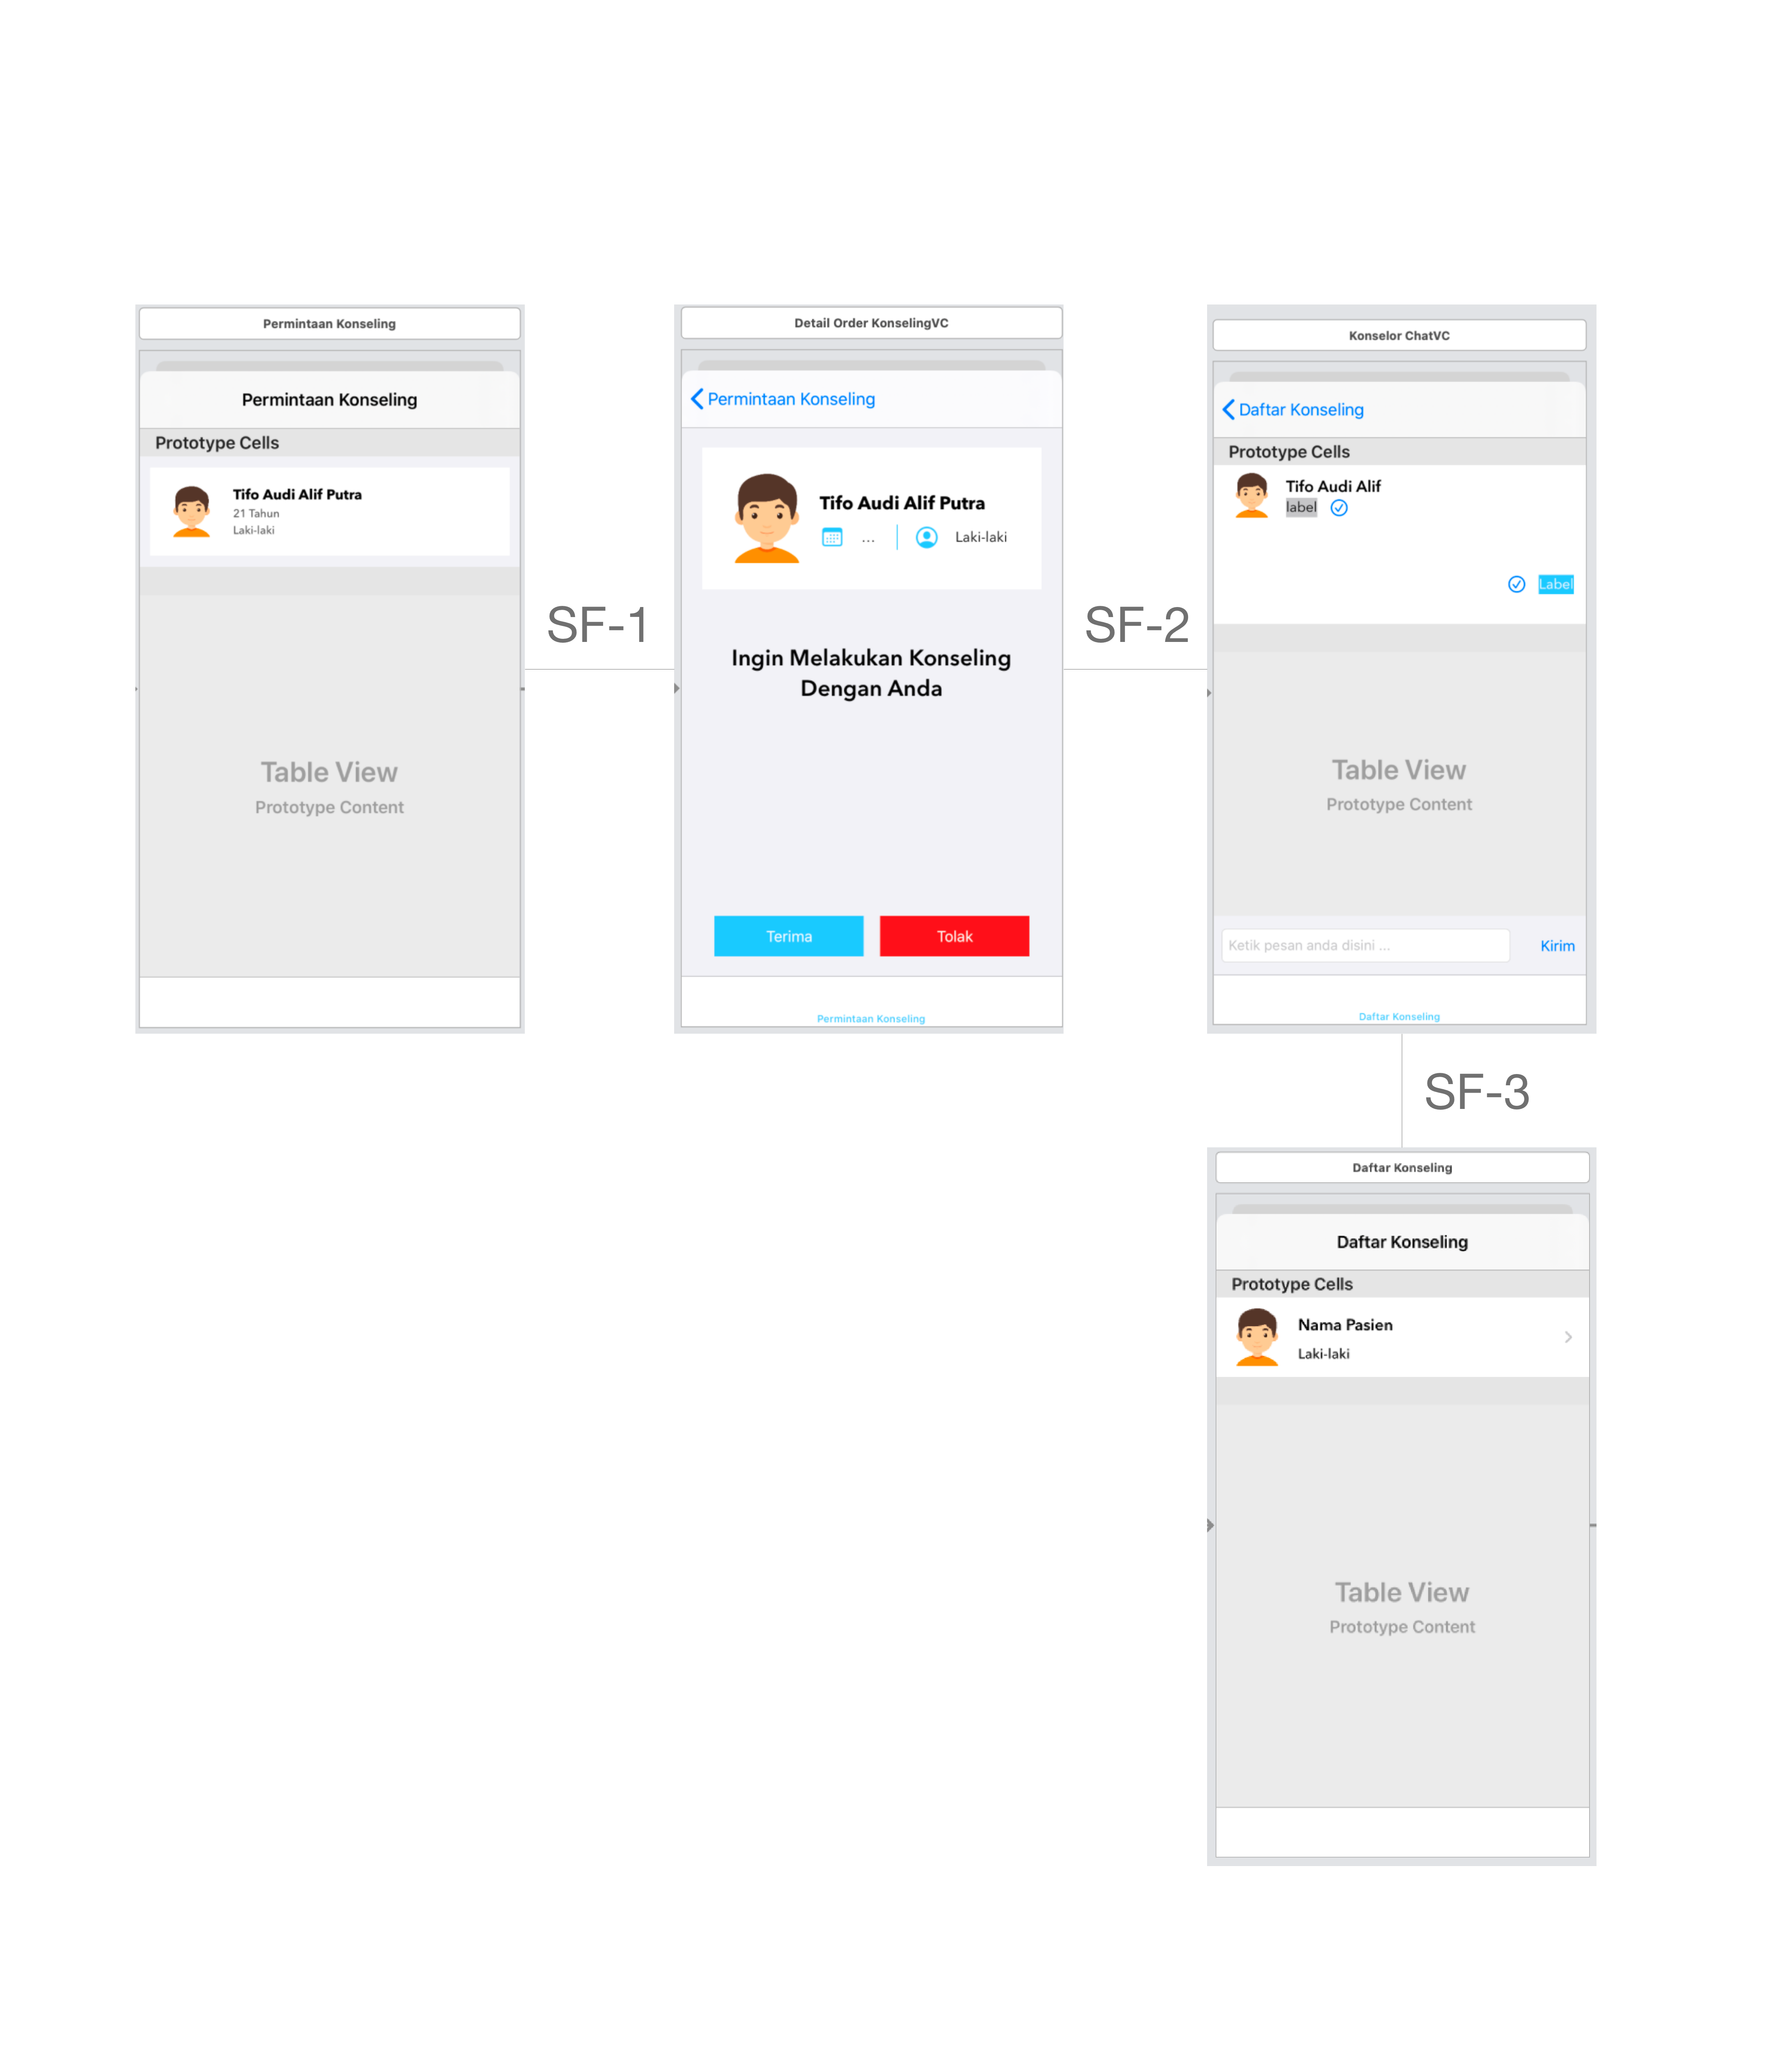 Permintaan Konseling
Permintaan Konseling
Prototype Cells
Tifo Audi Alif Putra
21 Tahun
Laki-laki
Table View
Prototype Content
SF-1
Detail Order KonselingVC
Permintaan Konseling
Tifo Audi Alif Putra
... Laki-laki
Ingin Melakukan Konseling
Dengan Anda
Terima Tolak
Permintaan Konseling
SF-2
Konselor ChatVC
Daftar Konseling
Prototype Cells
Tifo Audi Alif
label
Label
Table View
Prototype Content
Ketik pesan anda disini ... Kirim
Daftar Konseling
SF-3
Daftar Konseling
Daftar Konseling
Prototype Cells
Nama Pasien
Laki-laki
Table View
Prototype Content